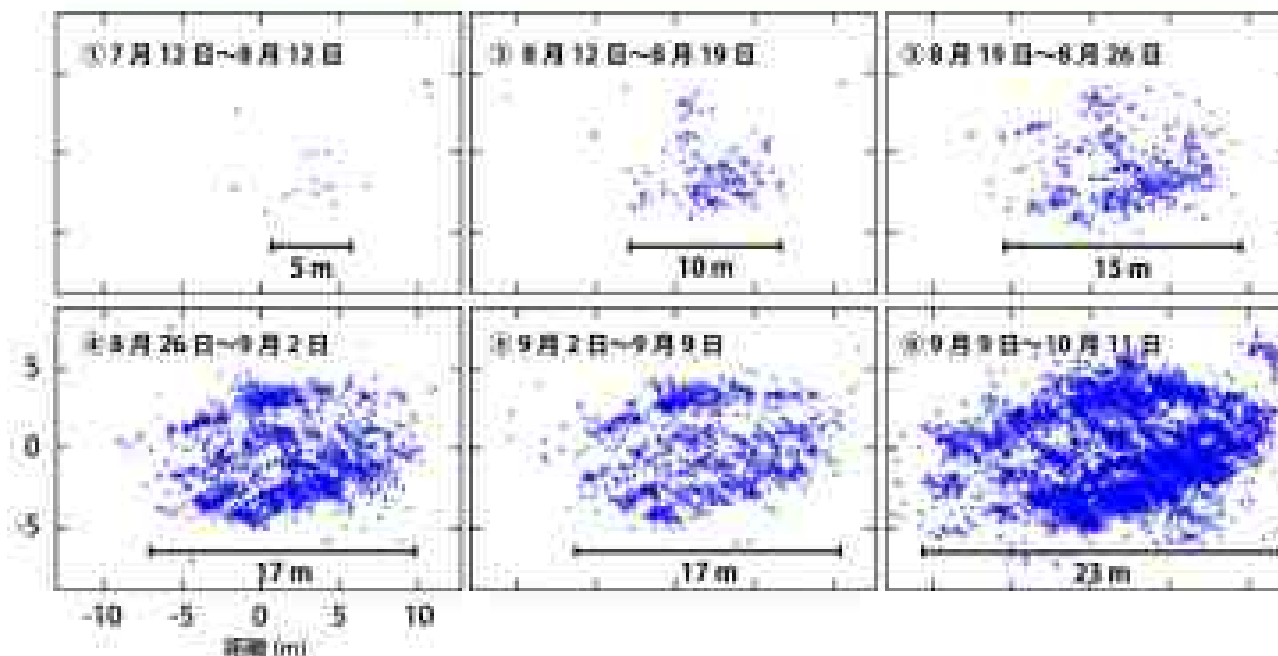 ①7月13日〜8月12日
②8月12日〜8月19日
③8月19日〜8月26日
5 m
10 m
15 m
④8月26日〜9月2日
⑤9月2日〜9月9日
⑥9月9日〜10月11日
5
0
-5
17 m
17 m
23 m
-10 -5 0 5 10
距離 (m)